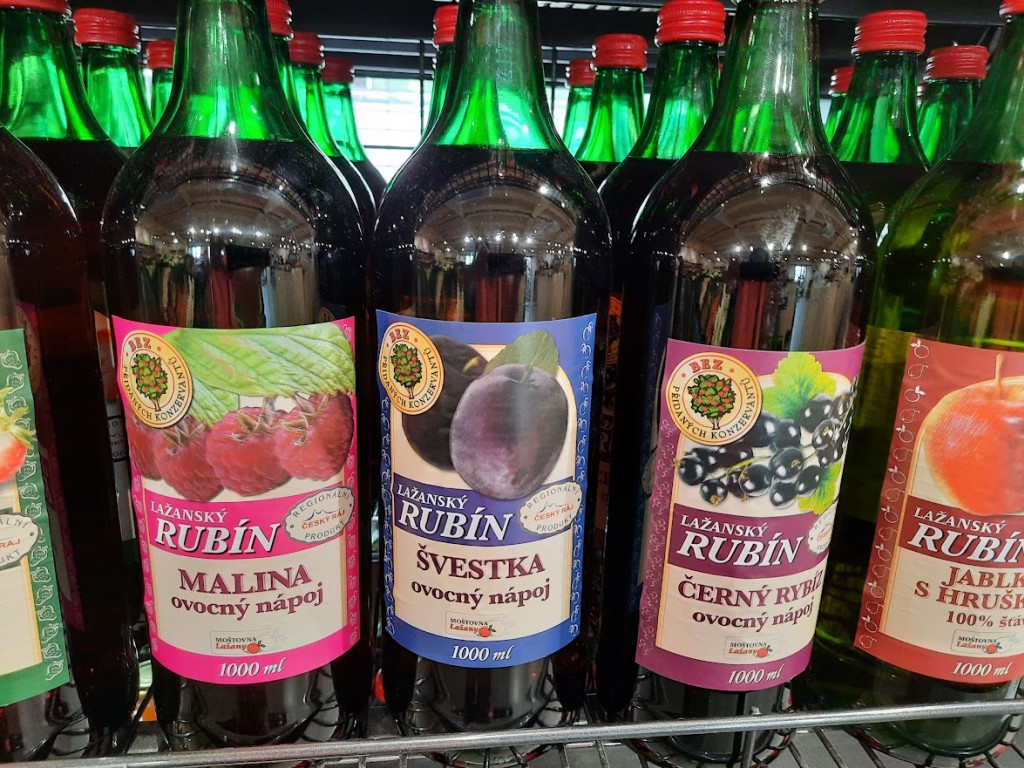 BEZ
PŘIDANÝCH KONZERVANTŮ
LAŽANSKÝ
RUBÍN
REGIONÁLNÍ
ČESKÝ RÁJ
PRODUKT
MALINA
ovocný nápoj
MOŠTOVNA
Lažany
1000 ml
BEZ
PŘIDANÝCH KONZERVANTŮ
LAŽANSKÝ
RUBÍN
REGIONÁLNÍ
ČESKÝ RÁJ
PRODUKT
ŠVESTKA
ovocný nápoj
MOŠTOVNA
Lažany
1000 ml
BEZ
PŘIDANÝCH KONZERVANTŮ
LAŽANSKÝ
RUBÍN
ČERNÝ RYBÍZ
ovocný nápoj
MOŠTOVNA
Lažany
1000 ml
LAŽANSKÝ
RUBÍN
JABLK
S HRUŠK
100% šťáv
MOŠTOVNA
Lažany
1000 ml